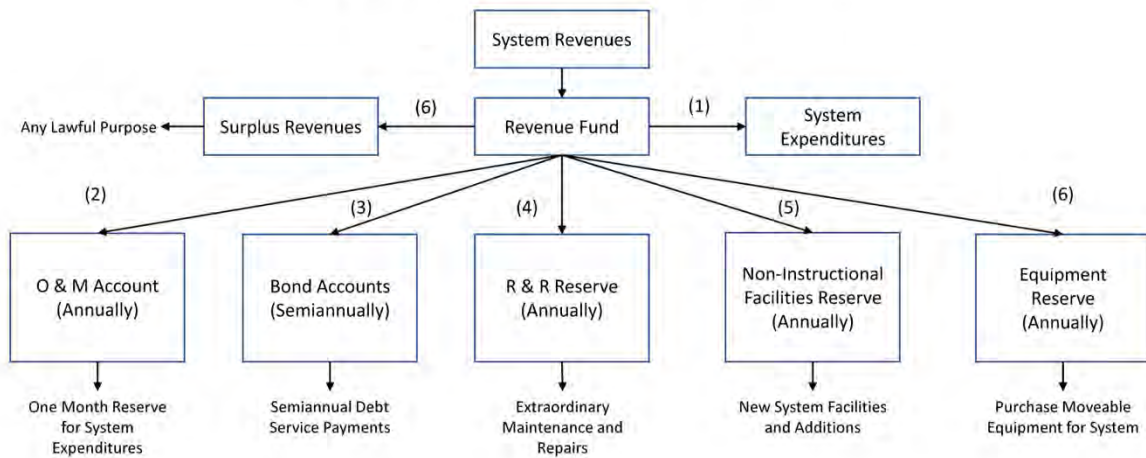 System Revenues
(6)
(1)
Any Lawful Purpose
Surplus Revenues
Revenue Fund
System
Expenditures
(2)
(3)
(4)
(5)
(6)
O & M Account
(Annually)
Bond Accounts
(Semiannually)
R & R Reserve
(Annually)
Non-Instructional
Facilities Reserve
(Annually)
Equipment
Reserve
(Annually)
One Month Reserve
for System
Expenditures
Semiannual Debt
Service Payments
Extraordinary
Maintenance and
Repairs
New System Facilities
and Additions
Purchase Moveable
Equipment for System